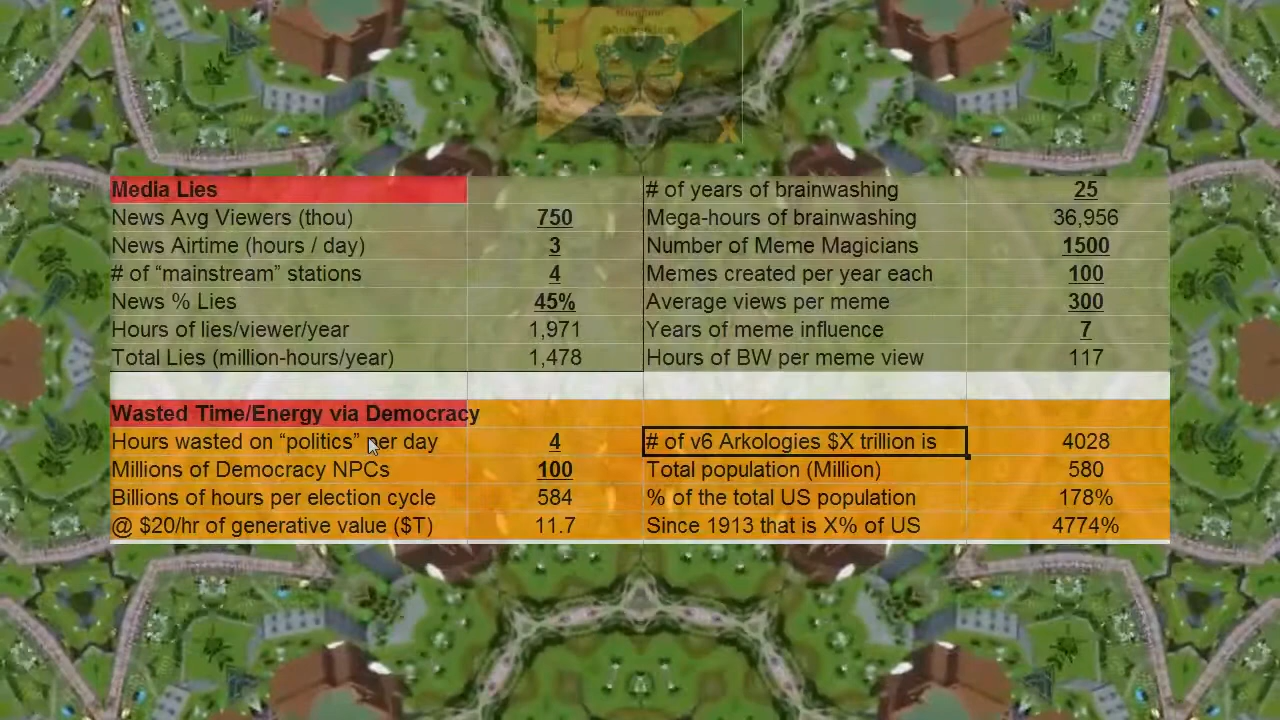 Media Lies # of years of brainwashing 25
News Avg Viewers (thou) 750 Mega-hours of brainwashing 36,956
News Airtime (hours / day) 3 Number of Meme Magicians 1500
# of “mainstream” stations 4 Memes created per year each 100
News % Lies 45% Average views per meme 300
Hours of lies/viewer/year 1,971 Years of meme influence 7
Total Lies (million-hours/year) 1,478 Hours of BW per meme view 117
Wasted Time/Energy via Democracy
Hours wasted on “politics” per day 4 # of v6 Arkologies $X trillion is 4028
Millions of Democracy NPCs 100 Total population (Million) 580
Billions of hours per election cycle 584 % of the total US population 178%
@ $20/hr of generative value ($T) 11.7 Since 1913 that is X% of US 4774%